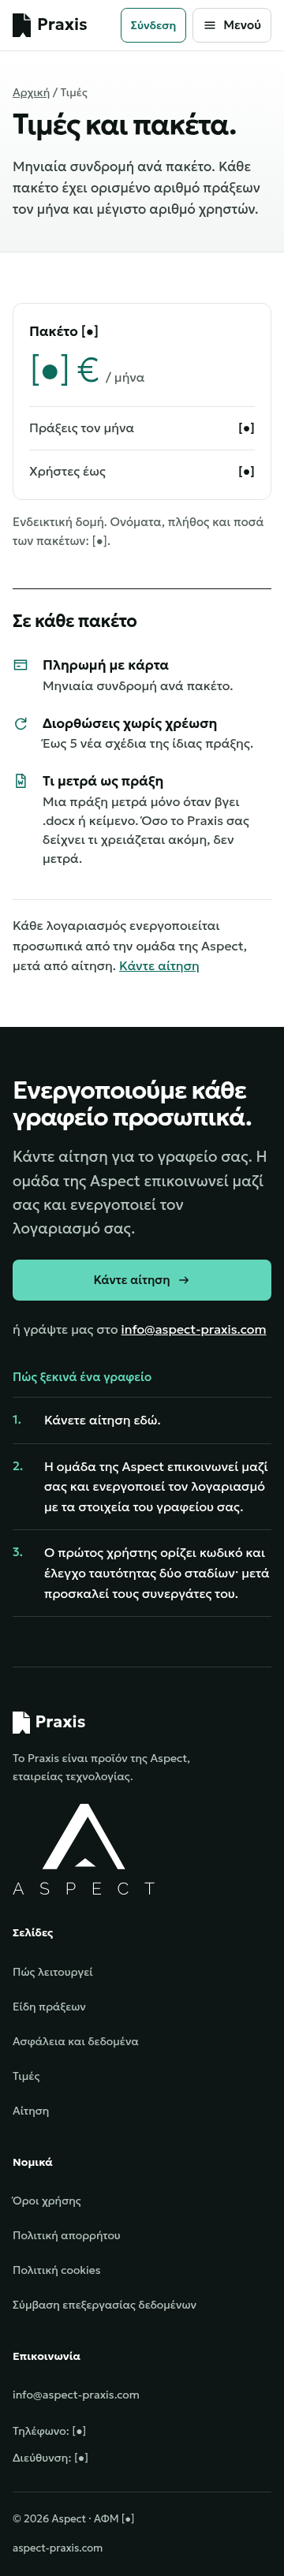 Praxis
Σύνδεση
Μενού
Αρχική / Τιμές
Τιμές και πακέτα.
Μηνιαία συνδρομή ανά πακέτο. Κάθε
πακέτο έχει ορισμένο αριθμό πράξεων
τον μήνα και μέγιστο αριθμό χρηστών.
Πακέτο [●]
[●] € / μήνα
Πράξεις τον μήνα [●]
Χρήστες έως [●]
Ενδεικτική δομή. Ονόματα, πλήθος και ποσά
των πακέτων: [●].
Σε κάθε πακέτο
Πληρωμή με κάρτα
Μηνιαία συνδρομή ανά πακέτο.
Διορθώσεις χωρίς χρέωση
Έως 5 νέα σχέδια της ίδιας πράξης.
Τι μετρά ως πράξη
Μια πράξη μετρά μόνο όταν βγει
.docx ή κείμενο. Όσο το Praxis σας
δείχνει τι χρειάζεται ακόμη, δεν
μετρά.
Κάθε λογαριασμός ενεργοποιείται
προσωπικά από την ομάδα της Aspect,
μετά από αίτηση. Κάντε αίτηση
Ενεργοποιούμε κάθε
γραφείο προσωπικά.
Κάντε αίτηση για το γραφείο σας. Η
ομάδα της Aspect επικοινωνεί μαζί
σας και ενεργοποιεί τον
λογαριασμό σας.
Κάντε αίτηση →
ή γράψτε μας στο info@aspect-praxis.com
Πώς ξεκινά ένα γραφείο
1. Κάνετε αίτηση εδώ.
2. Η ομάδα της Aspect επικοινωνεί μαζί
σας και ενεργοποιεί τον λογαριασμό
με τα στοιχεία του γραφείου σας.
3. Ο πρώτος χρήστης ορίζει κωδικό και
έλεγχο ταυτότητας δύο σταδίων· μετά
προσκαλεί τους συνεργάτες του.
Praxis
Το Praxis είναι προϊόν της Aspect,
εταιρείας τεχνολογίας.
ASPECT
Σελίδες
Πώς λειτουργεί
Είδη πράξεων
Ασφάλεια και δεδομένα
Τιμές
Αίτηση
Νομικά
Όροι χρήσης
Πολιτική απορρήτου
Πολιτική cookies
Σύμβαση επεξεργασίας δεδομένων
Επικοινωνία
info@aspect-praxis.com
Τηλέφωνο: [●]
Διεύθυνση: [●]
© 2026 Aspect · ΑΦΜ [●]
aspect-praxis.com